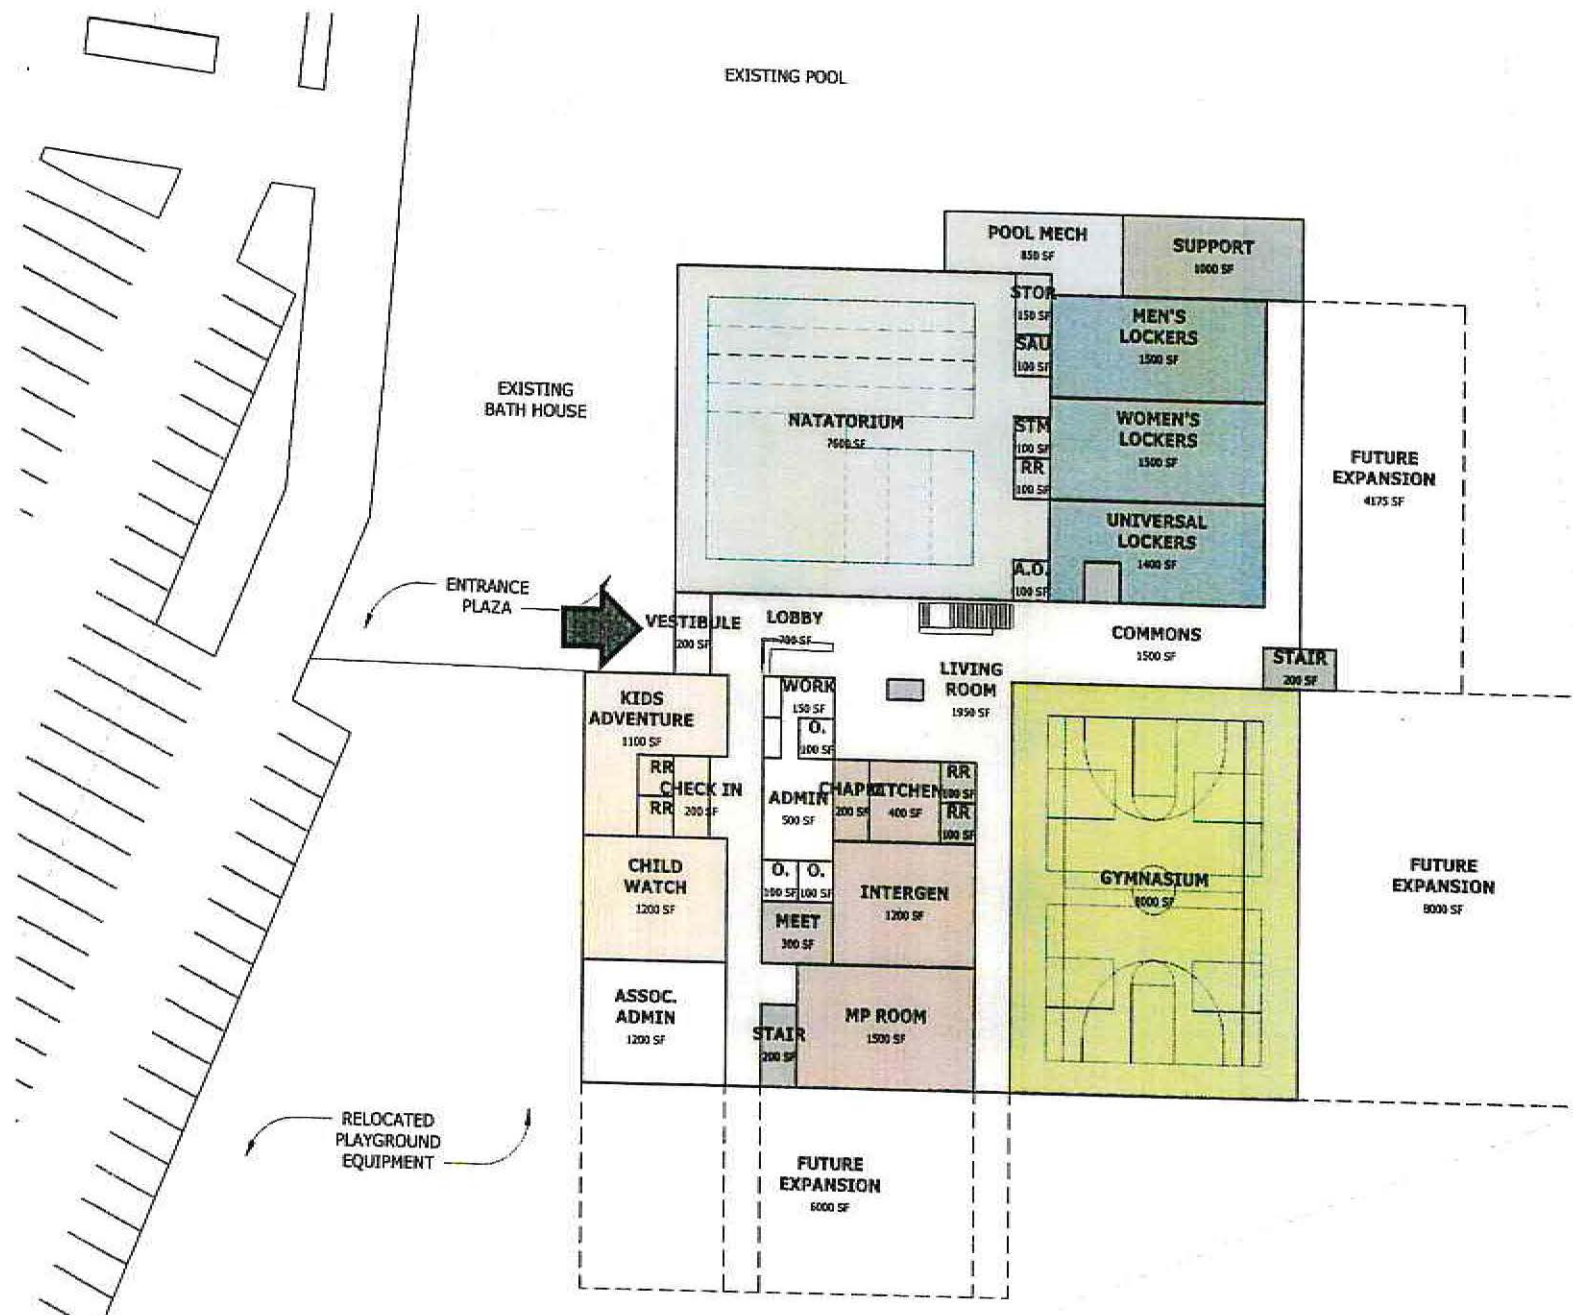 EXISTING POOL
POOL MECH
850 SF
SUPPORT
1000 SF
STOR
150 SF
MEN'S
LOCKERS
1500 SF
SAU
100 SF
EXISTING
BATH HOUSE
NATATORIUM
7600 SF
STM
100 SF
WOMEN'S
LOCKERS
1500 SF
RR
100 SF
FUTURE
EXPANSION
4175 SF
UNIVERSAL
LOCKERS
1400 SF
A.O.
100 SF
ENTRANCE
PLAZA
VESTIBULE
200 SF
LOBBY
700 SF
COMMONS
1500 SF
STAIR
200 SF
LIVING
ROOM
1950 SF
KIDS
ADVENTURE
1100 SF
WORK
150 SF
O.
100 SF
RR
RR
CHECK IN
200 SF
ADMIN
500 SF
CHAPEL
200 SF
KITCHEN
400 SF
RR
100 SF
RR
100 SF
CHILD
WATCH
1200 SF
O.
100 SF
O.
100 SF
INTERGEN
1200 SF
MEET
300 SF
GYMNASIUM
8000 SF
FUTURE
EXPANSION
8000 SF
ASSOC.
ADMIN
1200 SF
STAIR
200 SF
MP ROOM
1500 SF
RELOCATED
PLAYGROUND
EQUIPMENT
FUTURE
EXPANSION
6000 SF